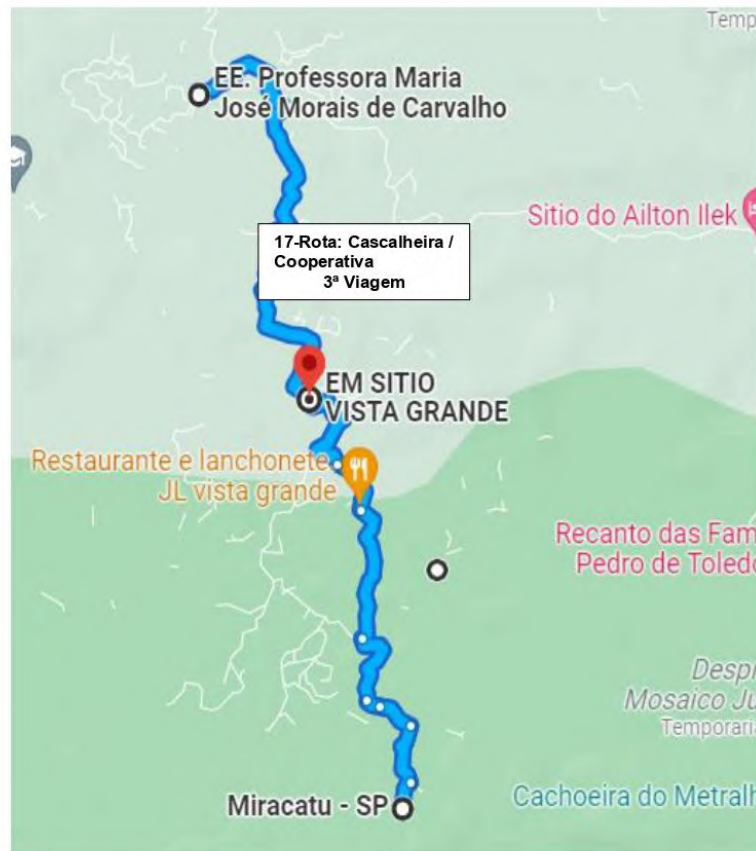 Temp
EE. Professora Maria
José Morais de Carvalho
Sitio do Ailton Ilek
17-Rota: Cascalheira /
Cooperativa
3ª Viagem
EM SITIO
VISTA GRANDE
Restaurante e lanchonete
JL vista grande
Recanto das Fam
Pedro de Toledo
Despr
Mosaico Ju
Temporaria
Miracatu - SP
Cachoeira do Metralh